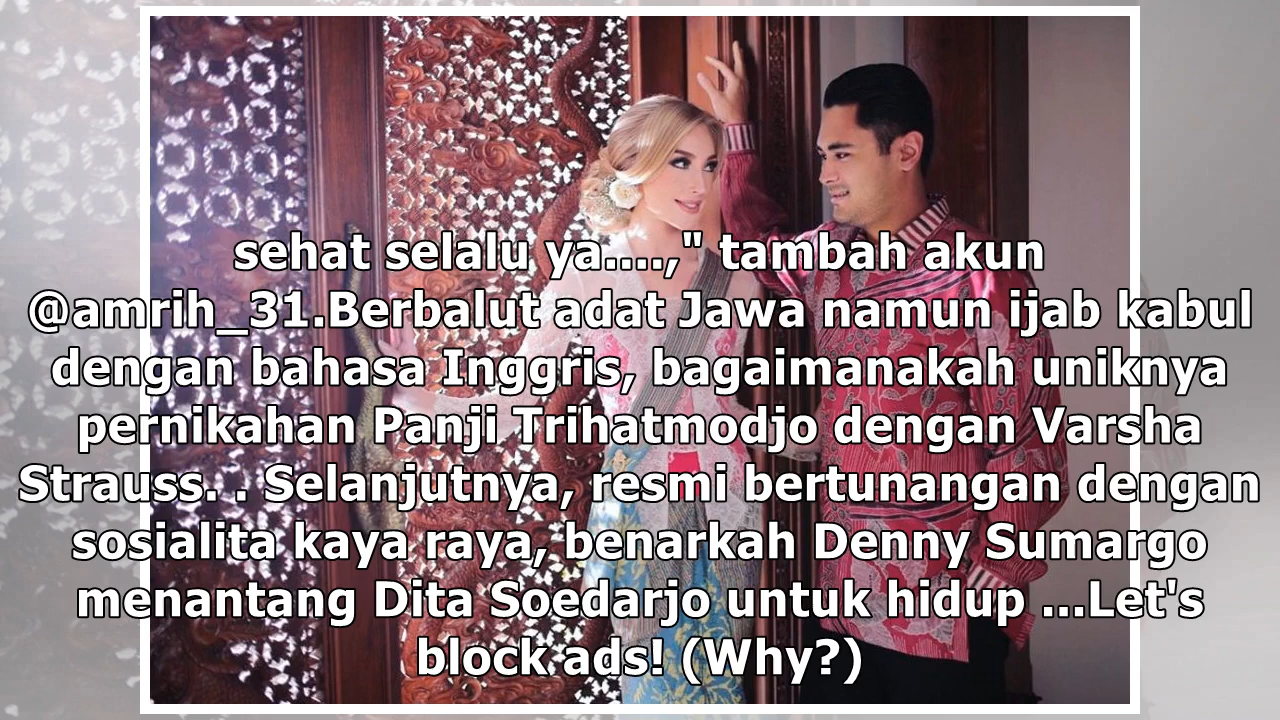 sehat selalu ya....," tambah akun
@amrih_31.Berbalut adat Jawa namun ijab kabul
dengan bahasa Inggris, bagaimanakah uniknya
pernikahan Panji Trihatmodjo dengan Varsha
Strauss. . Selanjutnya, resmi bertunangan dengan
sosialita kaya raya, benarkah Denny Sumargo
menantang Dita Soedarjo untuk hidup ...Let's
block ads! (Why?)